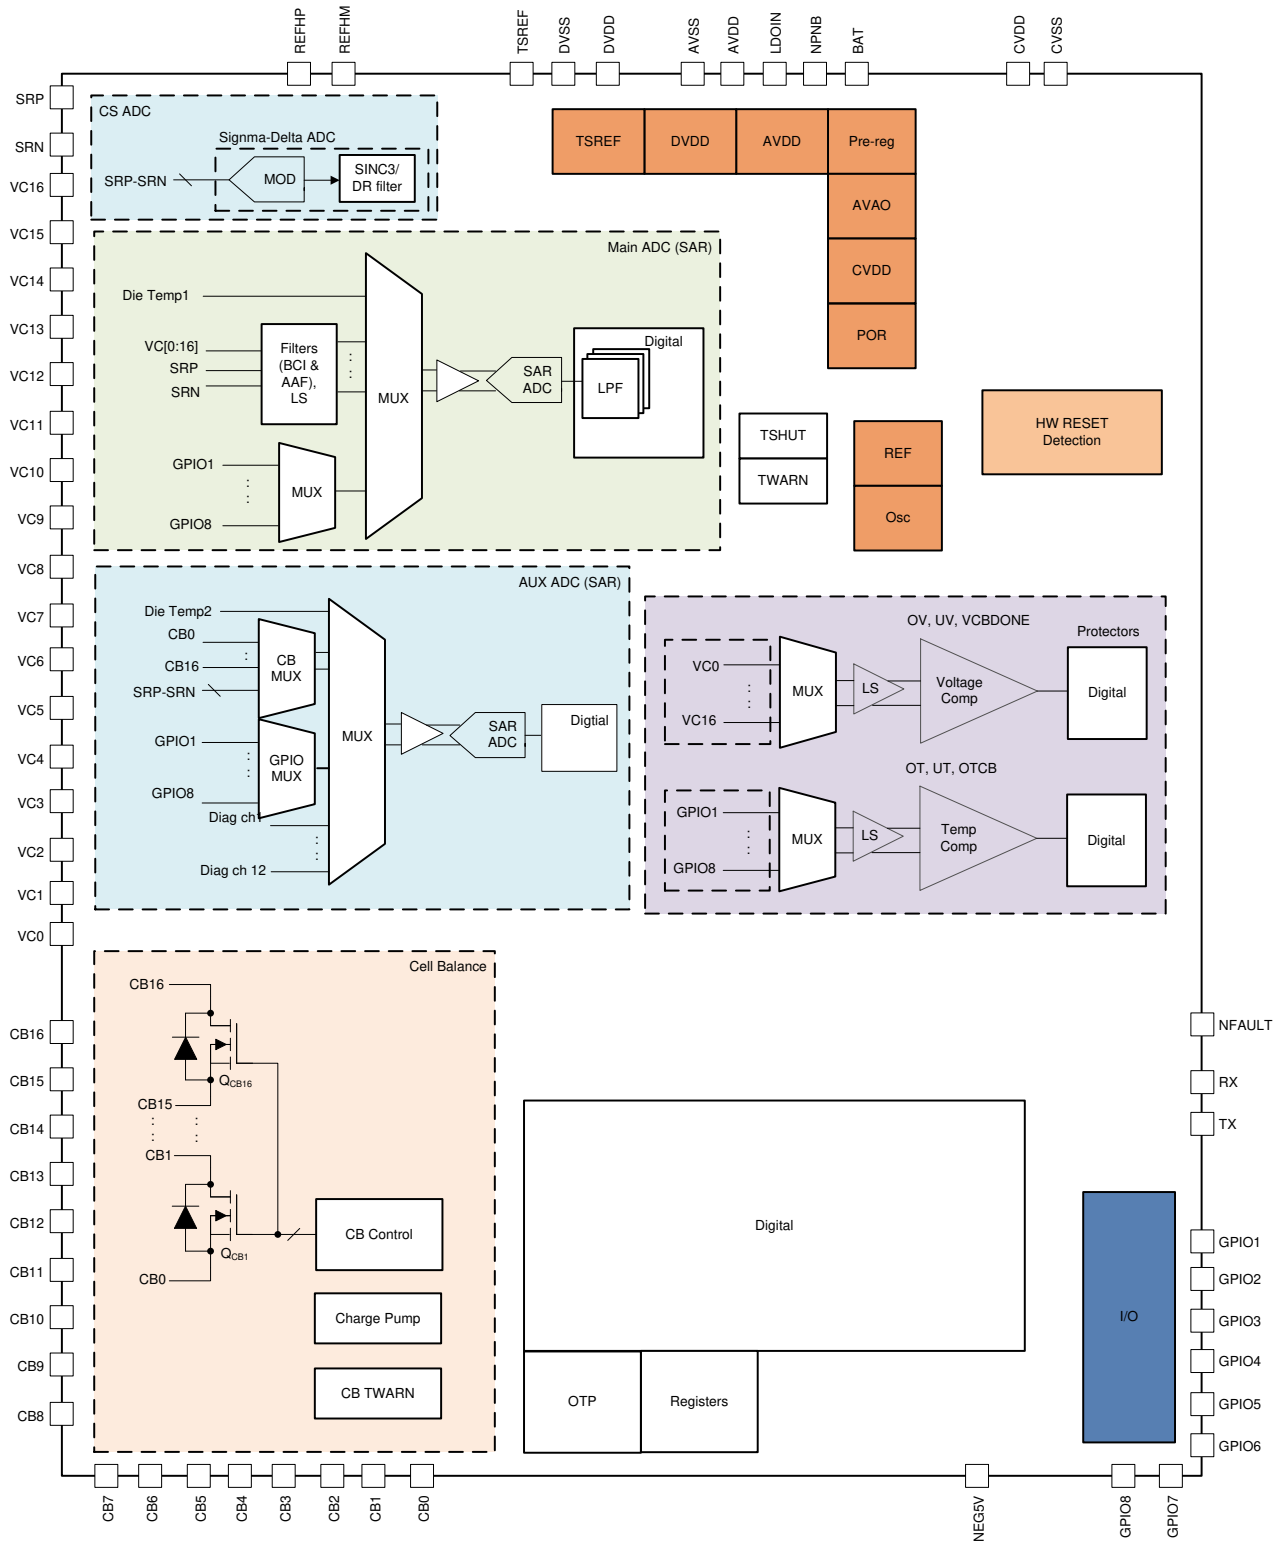 REFHP
REFHM
TSREF
DVSS
DVDD
AVSS
AVDD
LDOIN
NPNB
BAT
CVDD
CVSS
SRP
SRN
VC16
VC15
VC14
VC13
VC12
VC11
VC10
VC9
VC8
VC7
VC6
VC5
VC4
VC3
VC2
VC1
VC0
CB16
CB15
CB14
CB13
CB12
CB11
CB10
CB9
CB8
CS ADC
Signma-Delta ADC
SRP-SRN
MOD
SINC3/
DR filter
TSREF
DVDD
AVDD
Pre-reg
AVAO
CVDD
POR
Main ADC (SAR)
Die Temp1
VC[0:16]
SRP
SRN
Filters
(BCI &
AAF),
LS
GPIO1
GPIO8
MUX
MUX
SAR
ADC
Digital
LPF
TSHUT
TWARN
REF
Osc
HW RESET
Detection
AUX ADC (SAR)
Die Temp2
CB0
CB16
SRP-SRN
CB
MUX
GPIO1
GPIO8
GPIO
MUX
Diag ch1
Diag ch 12
MUX
SAR
ADC
Digtial
OV, UV, VCBDONE
Protectors
VC0
VC16
MUX
LS
Voltage
Comp
Digital
OT, UT, OTCB
GPIO1
GPIO8
MUX
LS
Temp
Comp
Digital
Cell Balance
CB16
QCB16
CB15
CB1
QCB1
CB0
CB Control
Charge Pump
CB TWARN
Digital
OTP
Registers
I/O
NFAULT
RX
TX
GPIO1
GPIO2
GPIO3
GPIO4
GPIO5
GPIO6
CB7
CB6
CB5
CB4
CB3
CB2
CB1
CB0
NEG5V
GPIO8
GPIO7